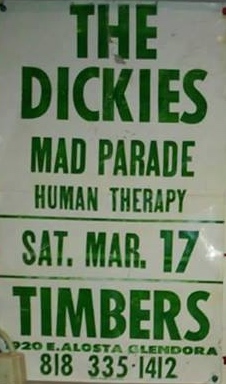 THE
DICKIES
MAD PARADE
HUMAN THERAPY
SAT. MAR. 17
TIMBERS
920 E. ALOSTA GLENDORA
818 335-1412